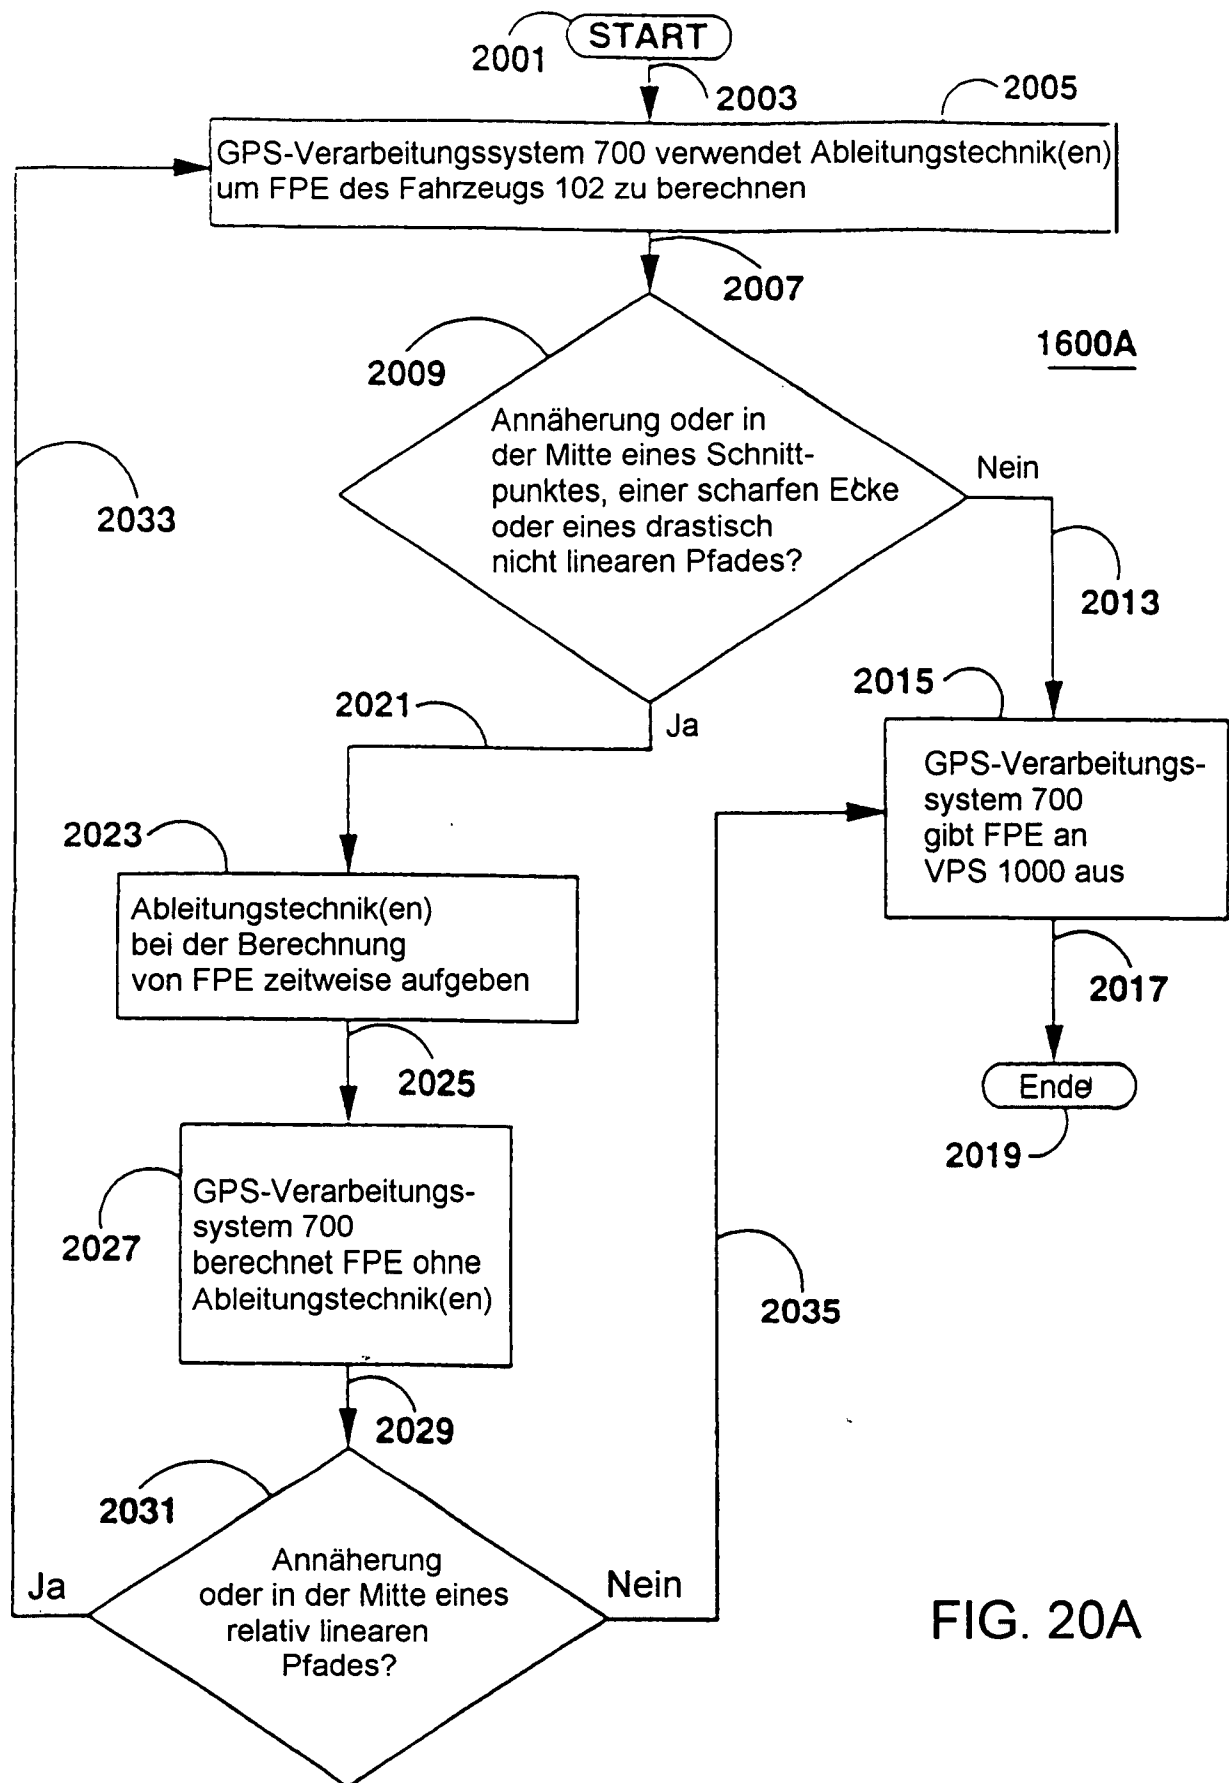 2001
START
2003
2005
GPS-Verarbeitungssystem 700 verwendet Ableitungstechnik(en)
um FPE des Fahrzeugs 102 zu berechnen
2007
1600A
2009
Annäherung oder in
der Mitte eines Schnitt-
punktes, einer scharfen Ecke
oder eines drastisch
nicht linearen Pfades?
Nein
2033
2013
2015
2021
Ja
GPS-Verarbeitungs-
system 700
gibt FPE an
VPS 1000 aus
2023
Ableitungstechnik(en)
bei der Berechnung
von FPE zeitweise aufgeben
2017
2025
Ende
2019
GPS-Verarbeitungs-
system 700
berechnet FPE ohne
Ableitungstechnik(en)
2027
2035
2029
2031
Annäherung
oder in der Mitte eines
relativ linearen
Pfades?
Ja
Nein
FIG. 20A